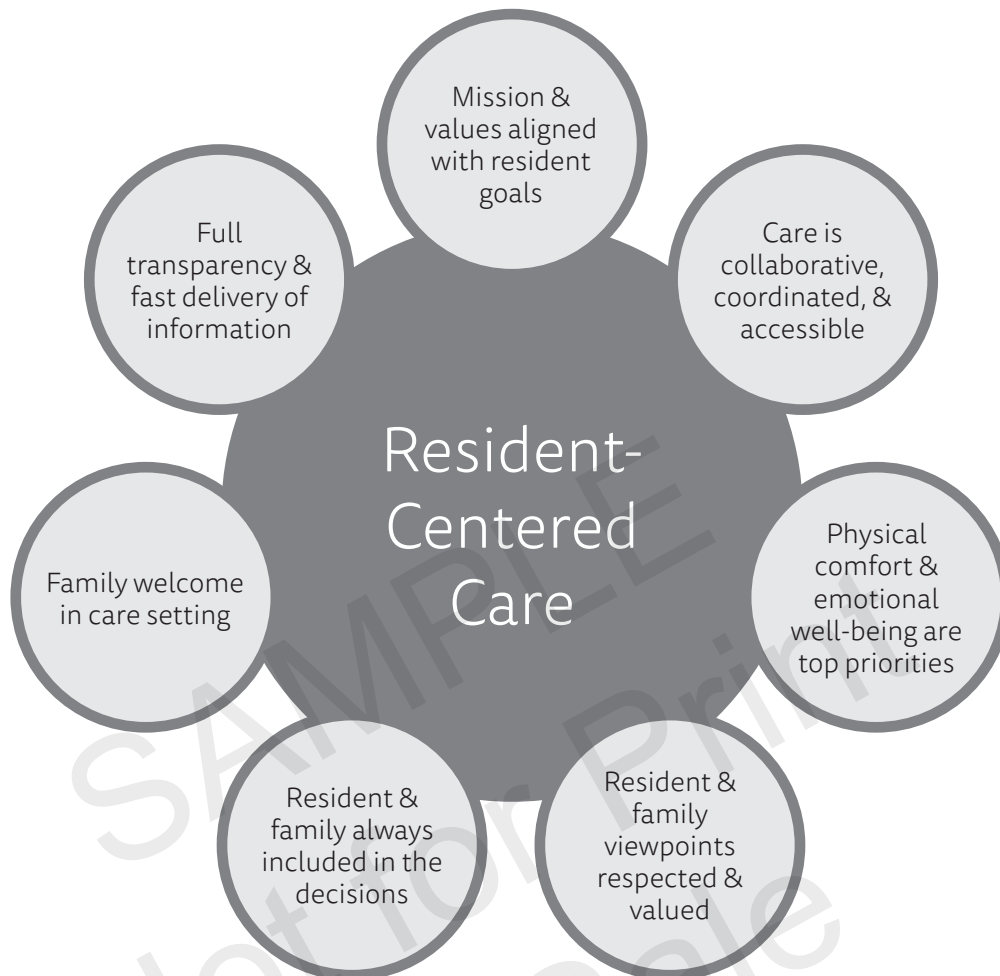 Mission &
values aligned
with resident
goals
Care is
collaborative,
coordinated, &
accessible
Physical
comfort &
emotional
well-being are
top priorities
Resident &
family
viewpoints
respected &
valued
Resident &
family always
included in the
decisions
Family welcome
in care setting
Full
transparency &
fast delivery of
information
Resident-
Centered
Care
SAMPLE
Not for Print
Sale